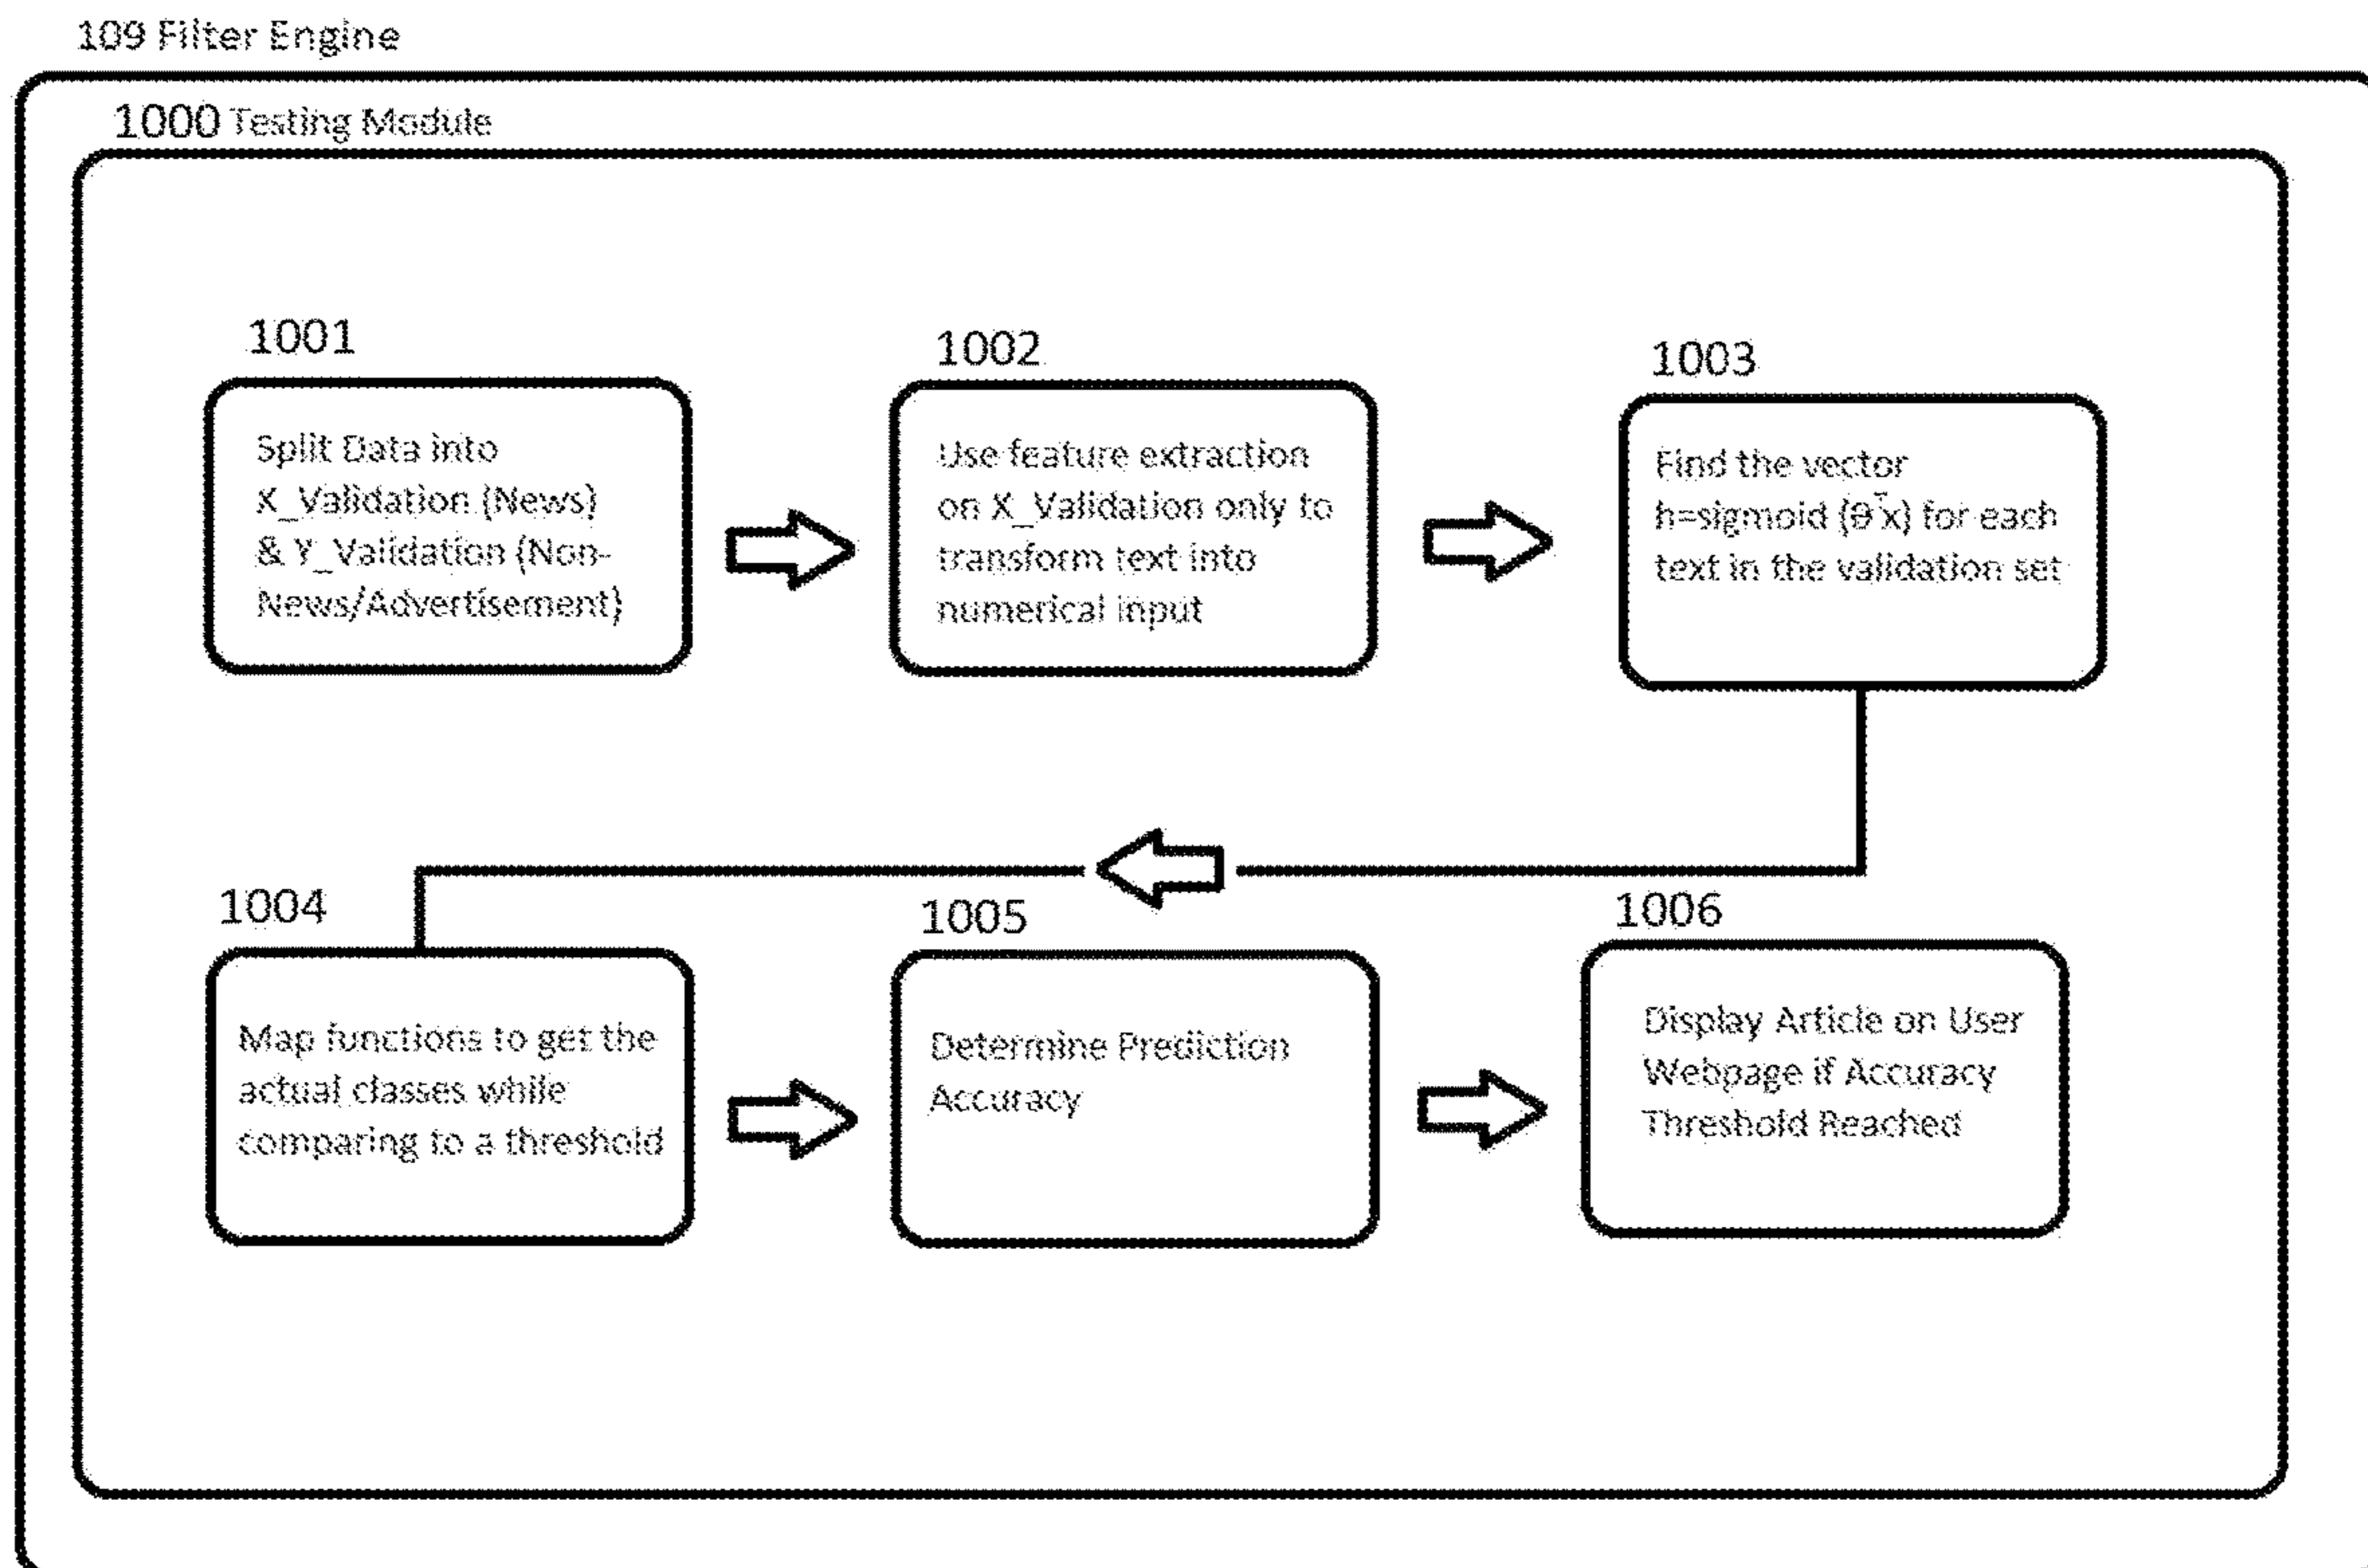 109 Filter Engine
1000 Testing Module
1001
Split Data into
X_Validation (News)
& Y_Validation (Non-
News/Advertisement)
1002
Use feature extraction
on X_Validation only to
transform text into
numerical input
1003
Find the vector
h=sigmoid (θᵀx) for each
text in the validation set
1004
Map functions to get the
actual classes while
comparing to a threshold
1005
Determine Prediction
Accuracy
1006
Display Article on User
Webpage if Accuracy
Threshold Reached